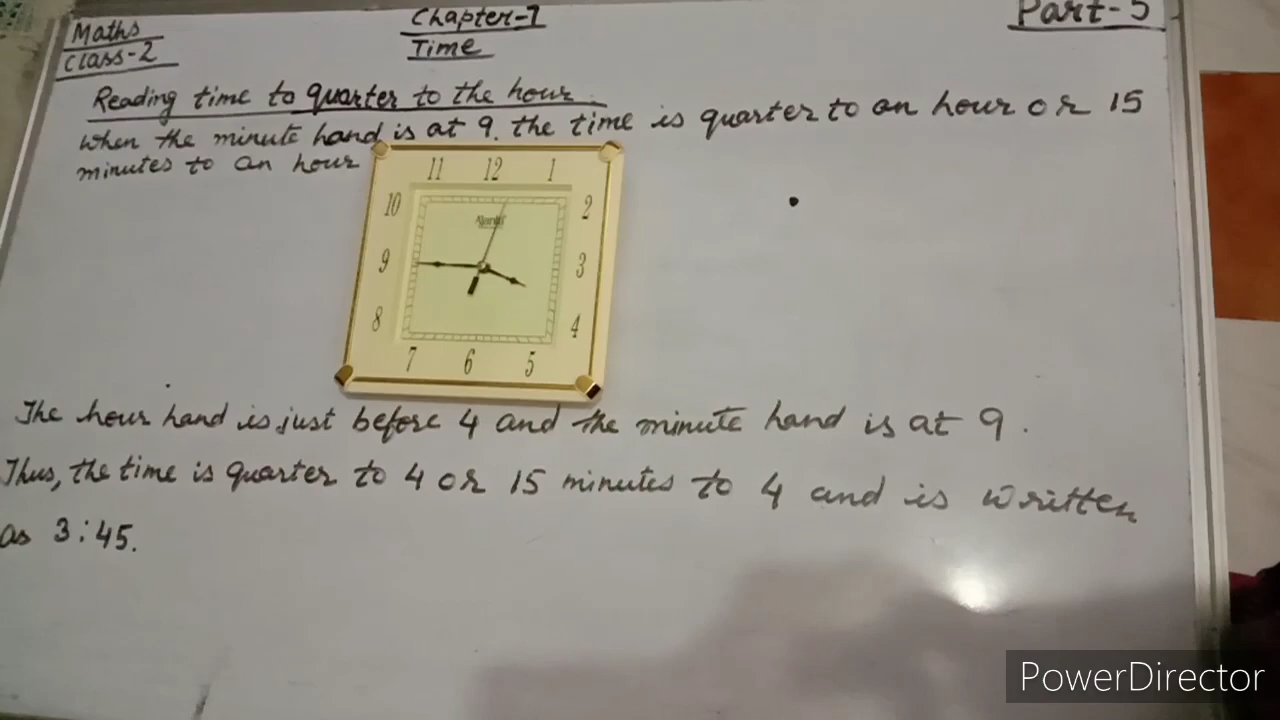 Maths
Class-2
Chapter-7
Time
Part-5
Reading time to quarter to the hour
When the minute hand is at 9. the time is quarter to an hour or 15
minutes to an hour
11 12 1
10 2
9 3
8 4
7 6 5
The hour hand is just before 4 and the minute hand is at 9.
Thus, the time is quarter to 4 or 15 minutes to 4 and is written
as 3:45.
PowerDirector